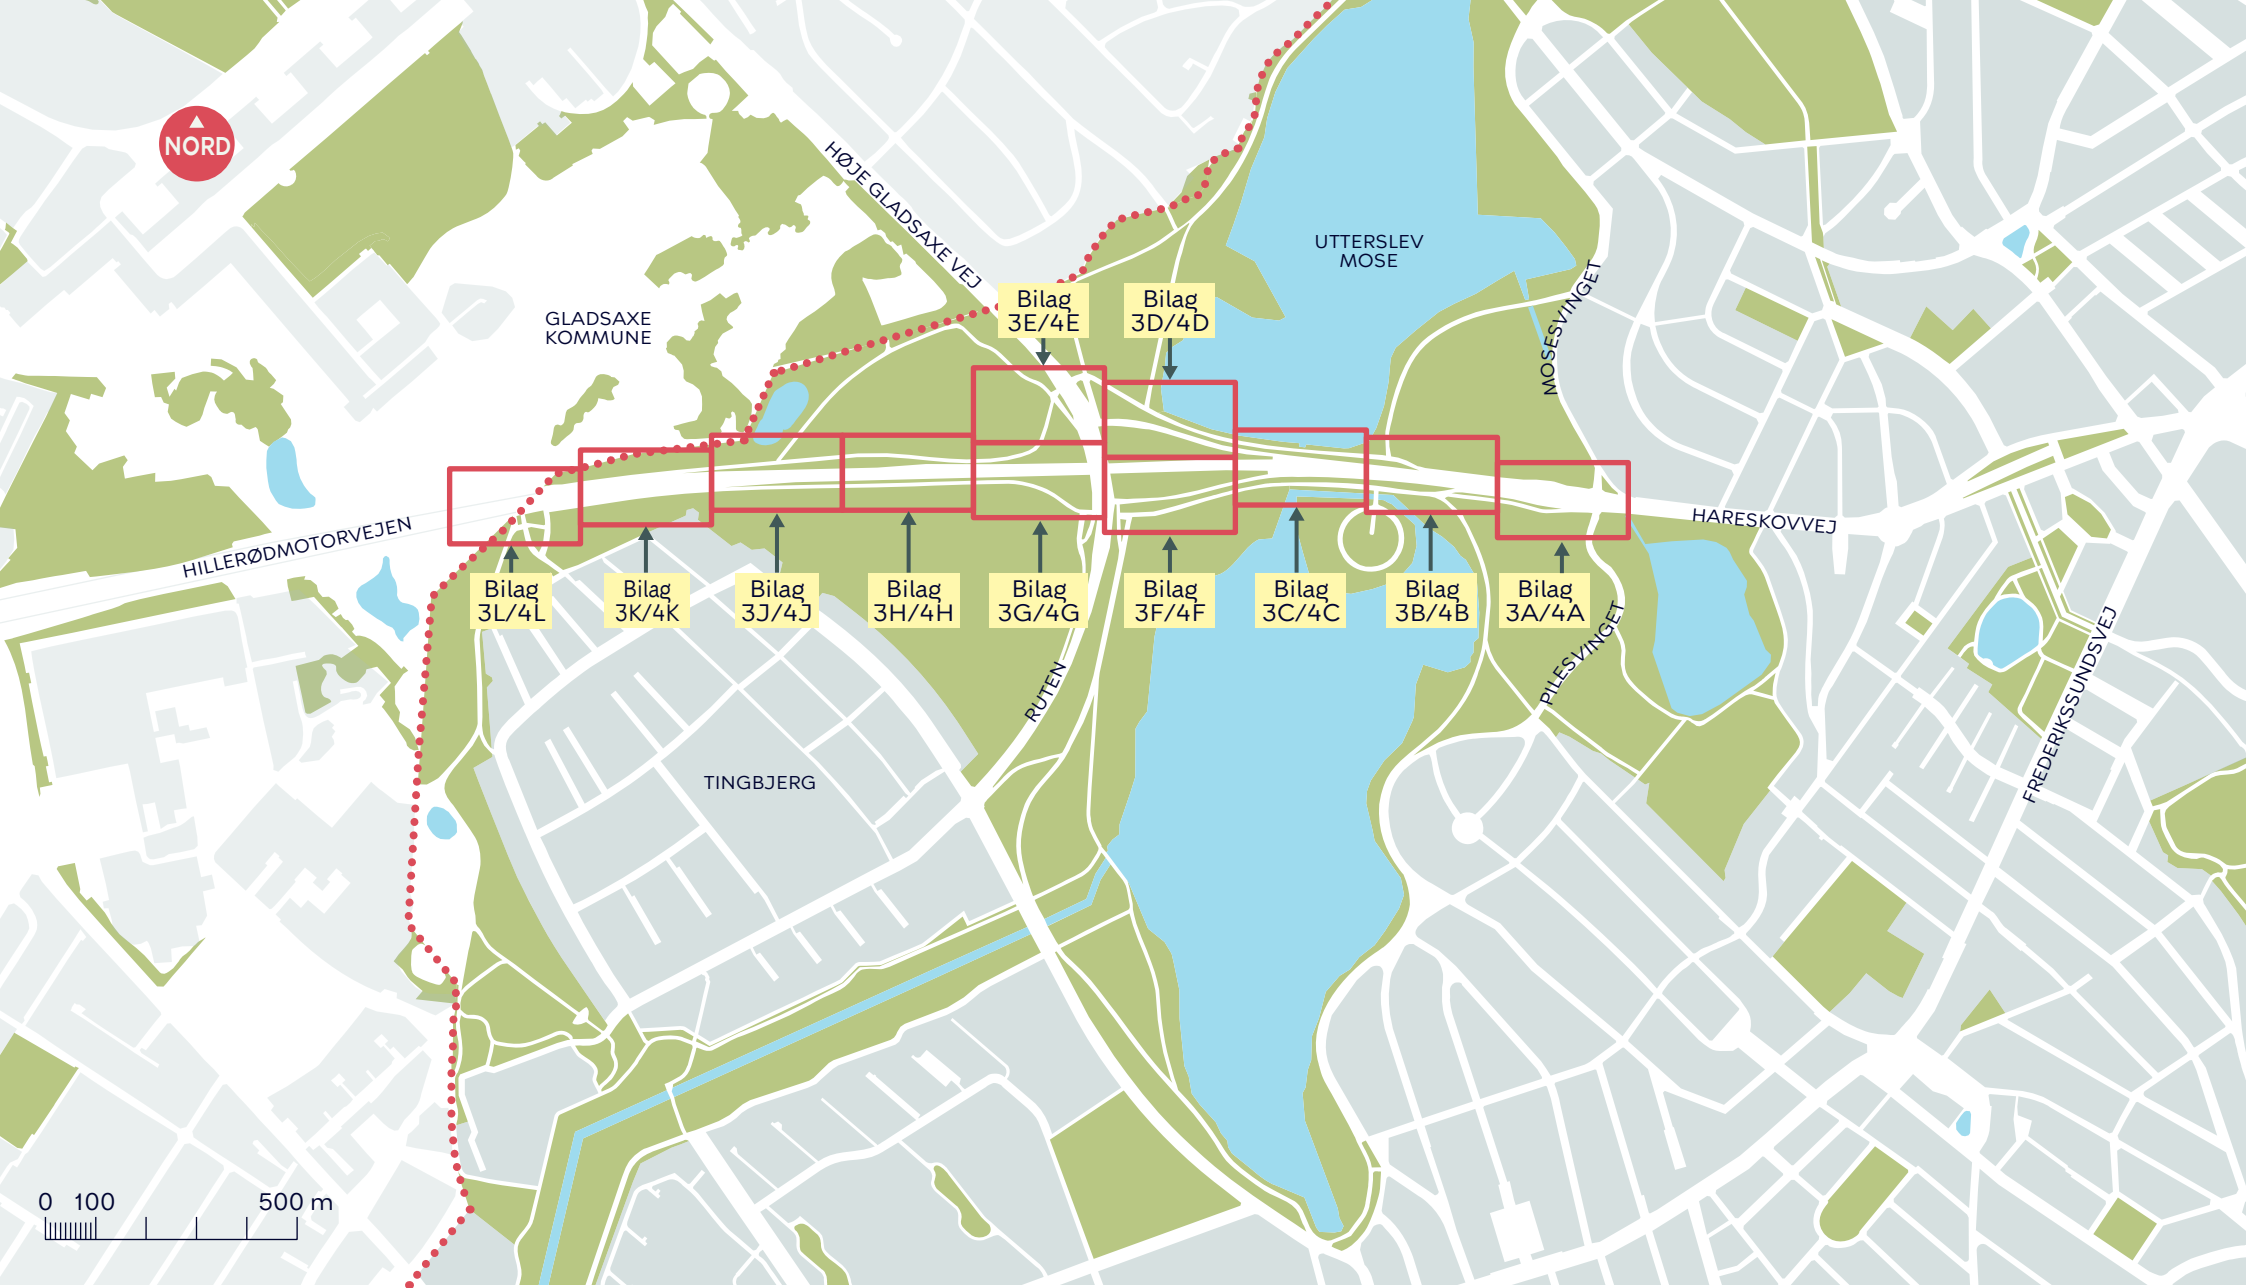 NORD
HØJE GLADSAXE VEJ
UTTERSLEV
MOSE
MOSESVINGET
GLADSAXE
KOMMUNE
Bilag
3E/4E
Bilag
3D/4D
HILLERØDMOTORVEJEN
HARESKOVVEJ
Bilag
3L/4L
Bilag
3K/4K
Bilag
3J/4J
Bilag
3H/4H
Bilag
3G/4G
Bilag
3F/4F
Bilag
3C/4C
Bilag
3B/4B
Bilag
3A/4A
RUTEN
PILESVINGET
FREDERIKSSUNDSVEJ
TINGBJERG
0 100 500 m